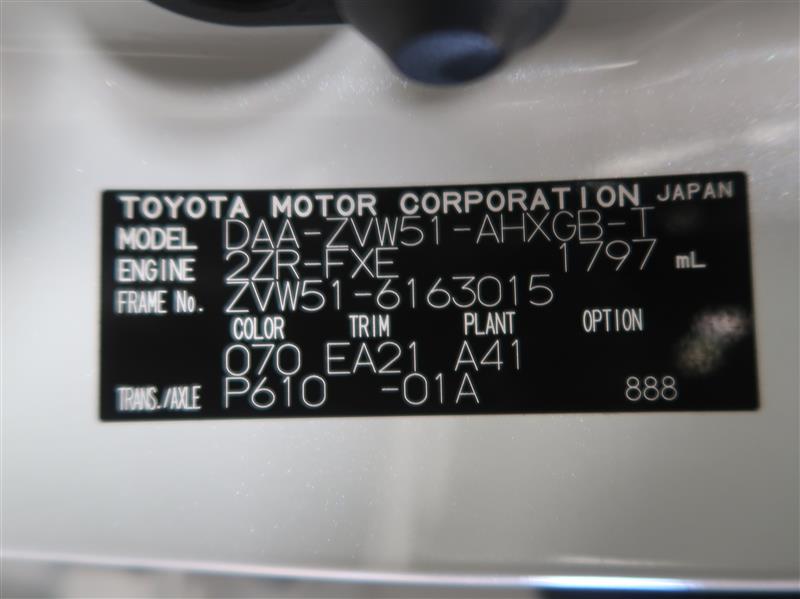 TOYOTA MOTOR CORPORATION JAPAN
MODEL DAA-ZVW51-AHXGB-T
ENGINE 2ZR-FXE 1797 mL
FRAME No. ZVW51-6163015
COLOR TRIM PLANT OPTION
070 EA21 A41
TRANS./AXLE P610 -01A 888